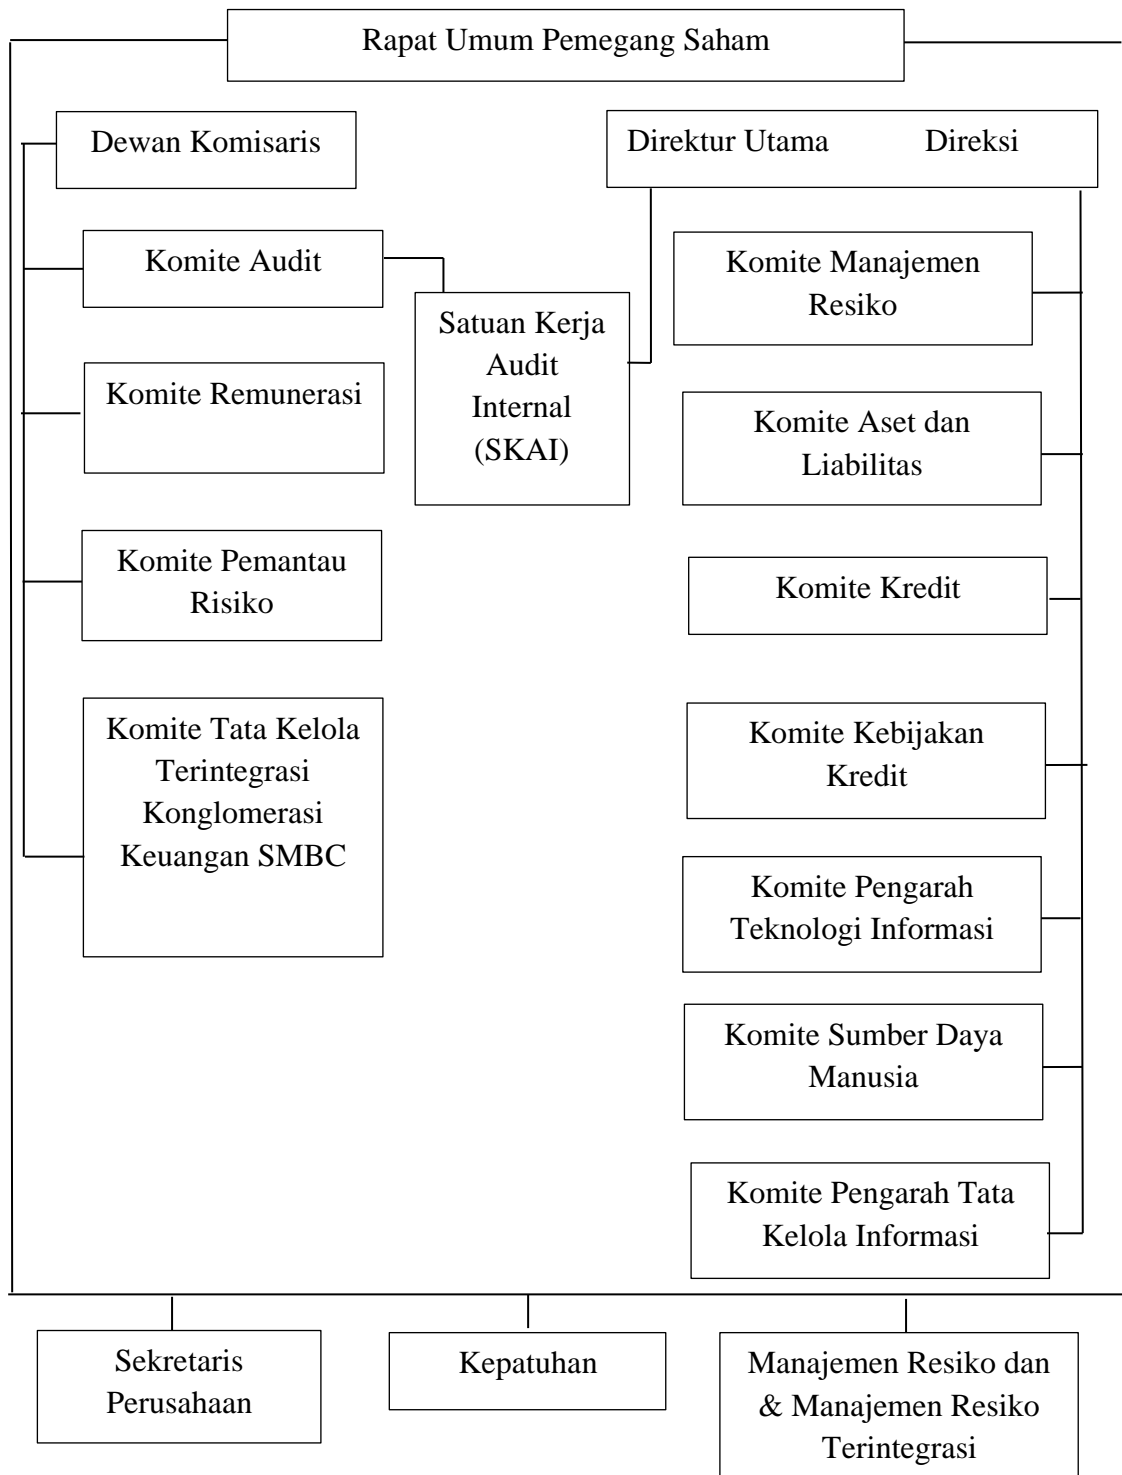 Rapat Umum Pemegang Saham
Dewan Komisaris
Direktur Utama Direksi
Komite Audit
Satuan Kerja
Audit
Internal
(SKAI)
Komite Manajemen
Resiko
Komite Remunerasi
Komite Aset dan
Liabilitas
Komite Pemantau
Risiko
Komite Kredit
Komite Tata Kelola
Terintegrasi
Konglomerasi
Keuangan SMBC
Komite Kebijakan
Kredit
Komite Pengarah
Teknologi Informasi
Komite Sumber Daya
Manusia
Komite Pengarah Tata
Kelola Informasi
Sekretaris
Perusahaan
Kepatuhan
Manajemen Resiko dan
& Manajemen Resiko
Terintegrasi